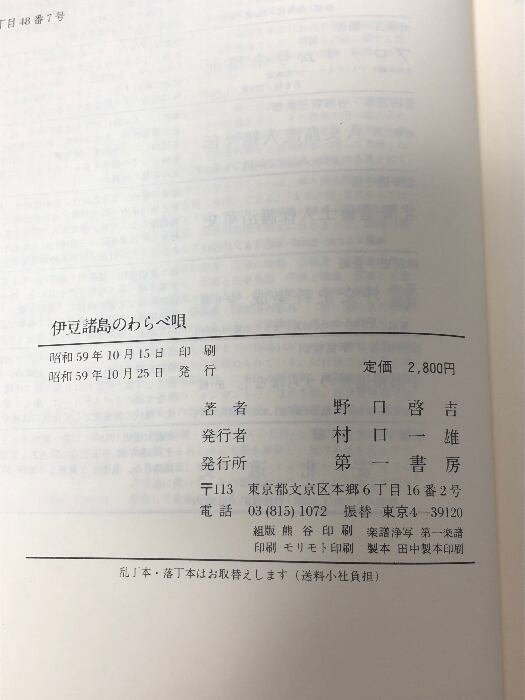 丁目48番7号
伊豆諸島のわらべ唄
昭和59年10月15日 印 刷
昭和59年10月25日 発 行
定価 2,800円
著 者 野 口 啓 吉
発行者 村 口 一 雄
発行所 第 一 書 房
〒113 東京都文京区本郷6丁目16番2号
電 話 03(815)1072 振替 東京4―39120
組版 熊 谷 印 刷 楽譜浄写 第一楽譜
印刷 モリモト印刷 製本 田中製本印刷
乱丁本・落丁本はお取替えします(送料小社負担)